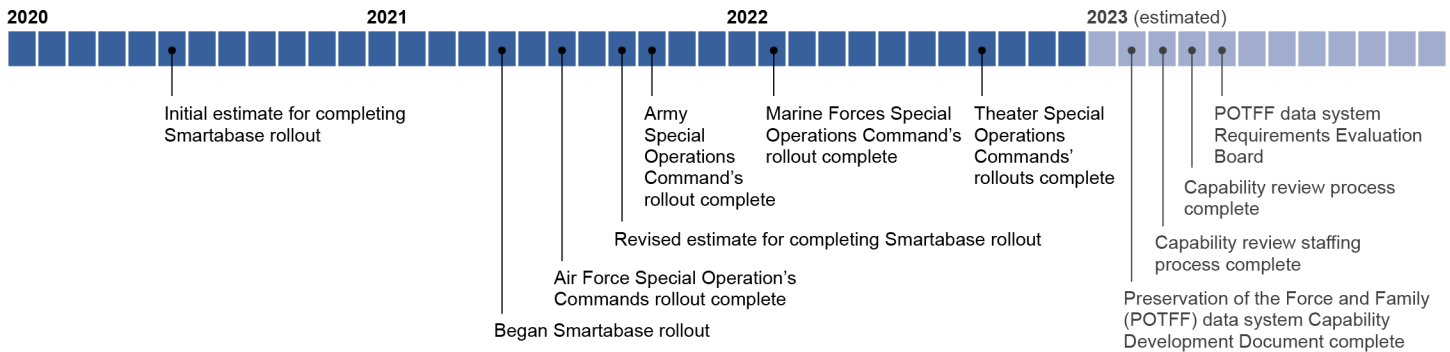 2020
2021
2022
2023 (estimated)
Initial estimate for completing
Smartabase rollout
Began Smartabase rollout
Air Force Special Operation’s
Commands rollout complete
Revised estimate for completing Smartabase rollout
Army
Special
Operations
Command’s
rollout complete
Marine Forces Special
Operations Command’s
rollout complete
Theater Special
Operations
Commands’
rollouts complete
Preservation of the Force and Family
(POTFF) data system Capability
Development Document complete
Capability review staffing
process complete
Capability review process
complete
POTFF data system
Requirements Evaluation
Board